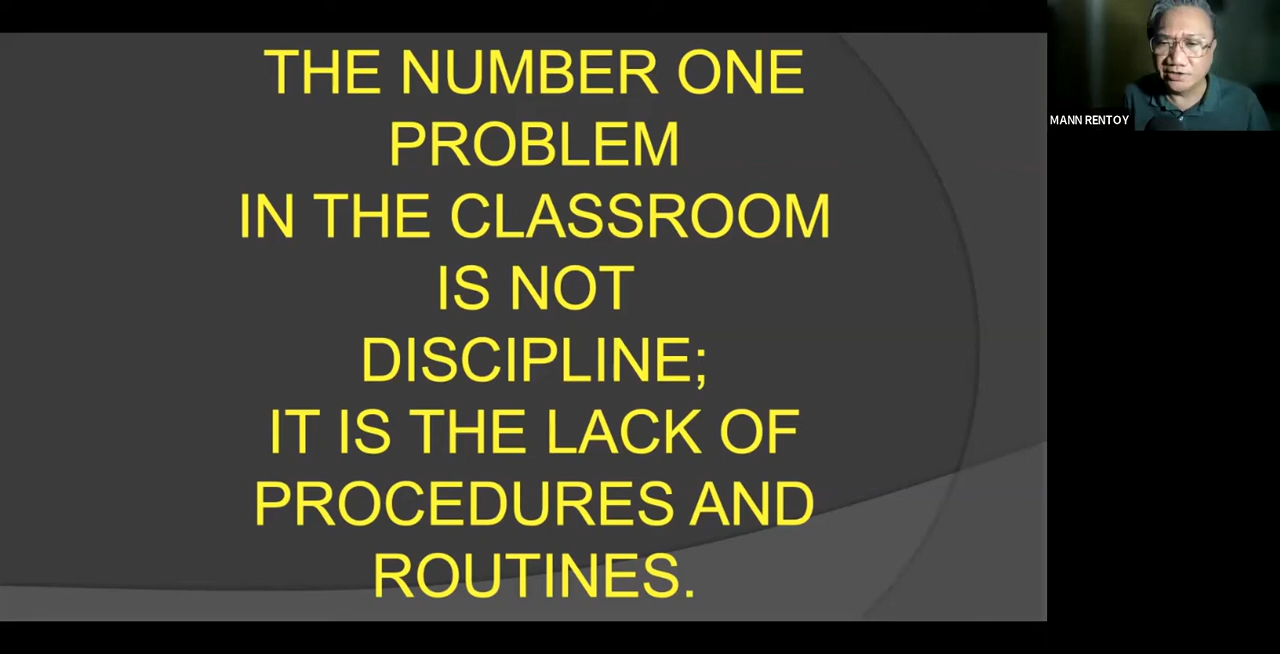 THE NUMBER ONE
PROBLEM
IN THE CLASSROOM
IS NOT
DISCIPLINE;
IT IS THE LACK OF
PROCEDURES AND
ROUTINES.
MANN RENTOY